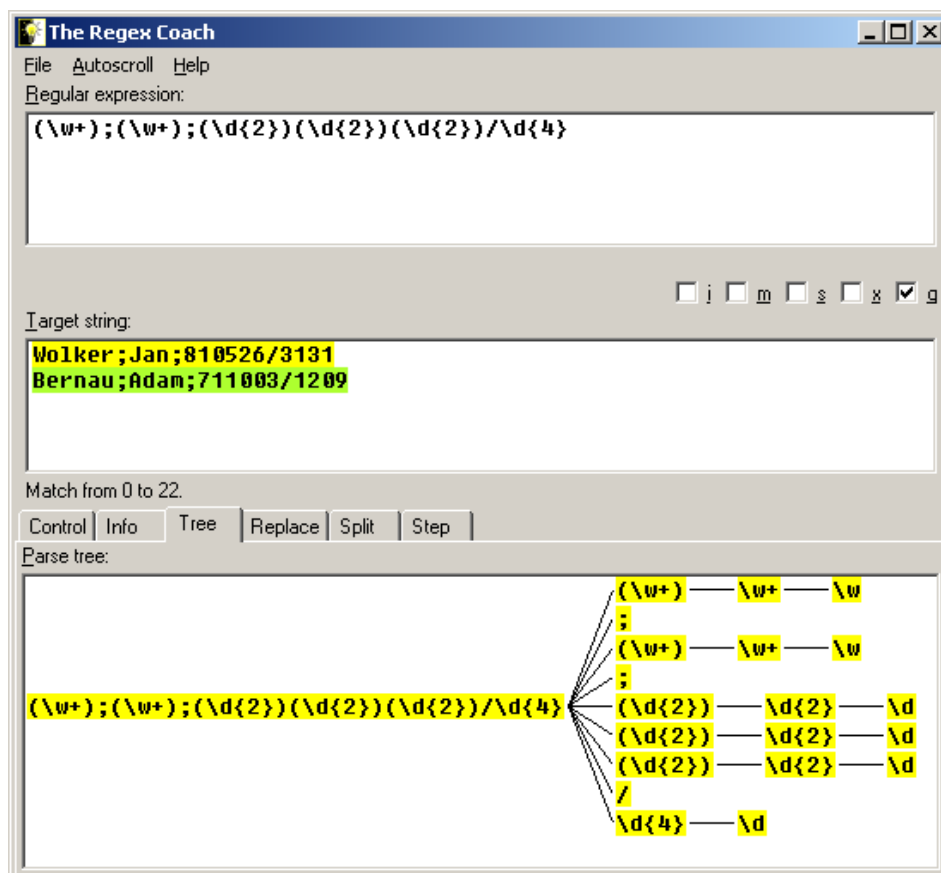 The Regex Coach
File Autoscroll Help
Regular expression:
(\w+);(\w+);(\d{2})(\d{2})(\d{2})/\d{4}
i m s x g
Target string:
Wolker;Jan;810526/3131
Bernau;Adam;711003/1209
Match from 0 to 22.
Control Info Tree Replace Split Step
Parse tree:
(\w+) \w+ \w
;
(\w+) \w+ \w
;
(\w+);(\w+);(\d{2})(\d{2})(\d{2})/\d{4} (\d{2}) \d{2} \d
(\d{2}) \d{2} \d
(\d{2}) \d{2} \d
/
\d{4} \d